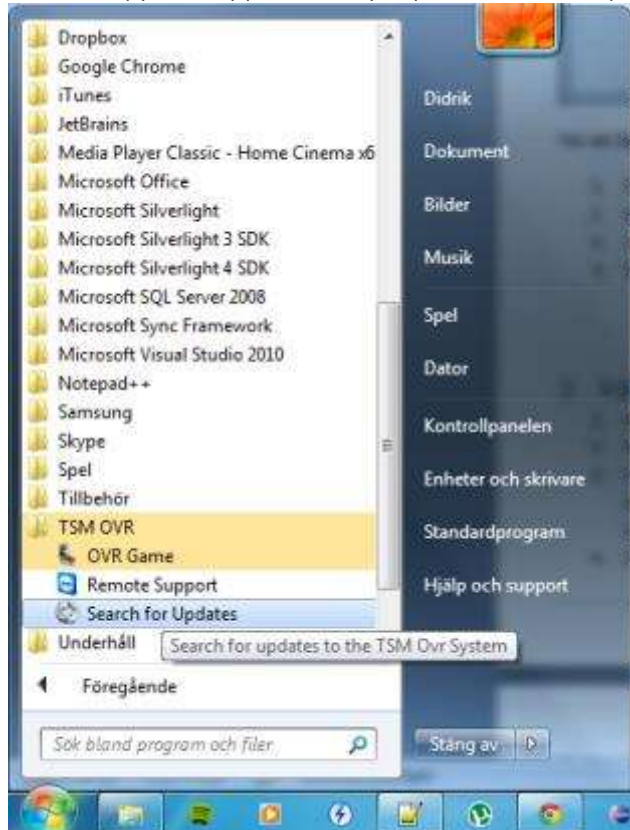 Dropbox
Google Chrome
iTunes
JetBrains
Media Player Classic - Home Cinema x6
Microsoft Office
Microsoft Silverlight
Microsoft Silverlight 3 SDK
Microsoft Silverlight 4 SDK
Microsoft SQL Server 2008
Microsoft Sync Framework
Microsoft Visual Studio 2010
Notepad++
Samsung
Skype
Spel
Tillbehör
TSM OVR
OVR Game
Remote Support
Search for Updates
Underhåll
Search for updates to the TSM Ovr System
Föregående
Sök bland program och filer
Didrik
Dokument
Bilder
Musik
Spel
Dator
Kontrollpanelen
Enheter och skrivare
Standardprogram
Hjälp och support
Stäng av